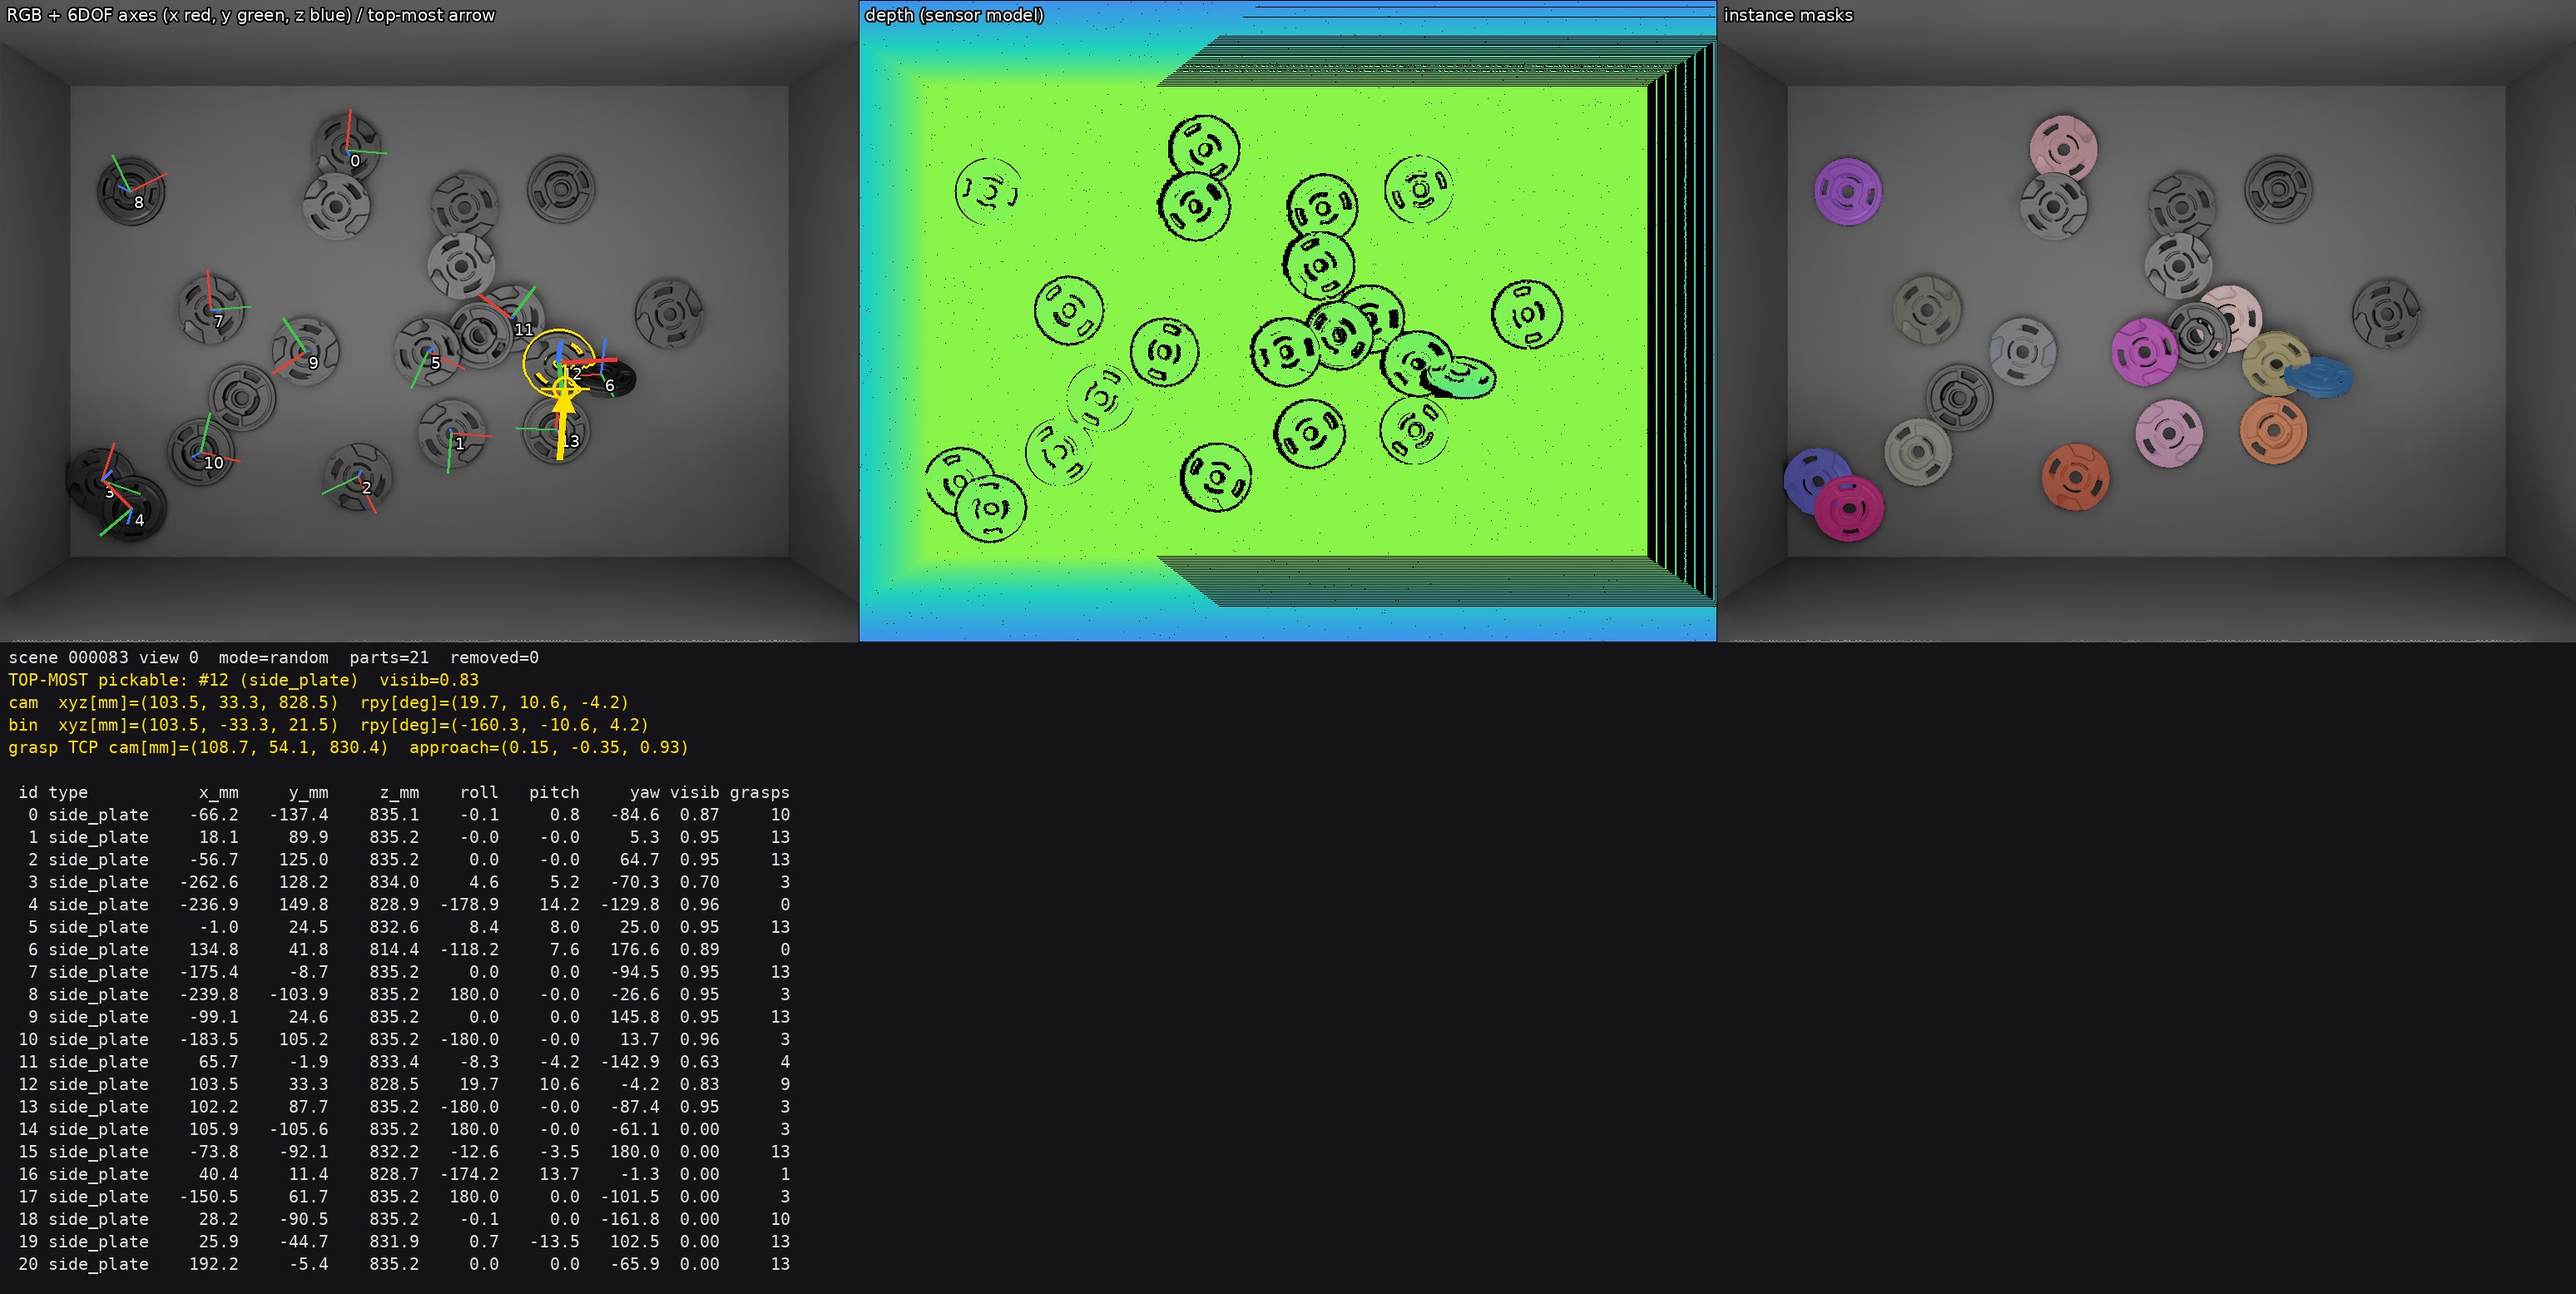 RGB + 6DOF axes (x red, y green, z blue) / top-most arrow
depth (sensor model)
instance masks
0
8
7
11
9
5
12
6
1
13
10
2
3
4
scene 000083 view 0  mode=random  parts=21  removed=0
TOP-MOST pickable: #12 (side_plate)  visib=0.83
cam  xyz[mm]=(103.5, 33.3, 828.5)  rpy[deg]=(19.7, 10.6, -4.2)
bin  xyz[mm]=(103.5, -33.3, 21.5)  rpy[deg]=(-160.3, -10.6, 4.2)
grasp TCP cam[mm]=(108.7, 54.1, 830.4)  approach=(0.15, -0.35, 0.93)
id type x_mm y_mm z_mm roll pitch yaw visib grasps
0 side_plate -66.2 -137.4 835.1 -0.1 0.8 -84.6 0.87 10
1 side_plate 18.1 89.9 835.2 -0.0 -0.0 5.3 0.95 13
2 side_plate -56.7 125.0 835.2 0.0 -0.0 64.7 0.95 13
3 side_plate -262.6 128.2 834.0 4.6 5.2 -70.3 0.70 3
4 side_plate -236.9 149.8 828.9 -178.9 14.2 -129.8 0.96 0
5 side_plate -1.0 24.5 832.6 8.4 8.0 25.0 0.95 13
6 side_plate 134.8 41.8 814.4 -118.2 7.6 176.6 0.89 0
7 side_plate -175.4 -8.7 835.2 0.0 0.0 -94.5 0.95 13
8 side_plate -239.8 -103.9 835.2 180.0 -0.0 -26.6 0.95 3
9 side_plate -99.1 24.6 835.2 0.0 0.0 145.8 0.95 13
10 side_plate -183.5 105.2 835.2 -180.0 -0.0 13.7 0.96 3
11 side_plate 65.7 -1.9 833.4 -8.3 -4.2 -142.9 0.63 4
12 side_plate 103.5 33.3 828.5 19.7 10.6 -4.2 0.83 9
13 side_plate 102.2 87.7 835.2 -180.0 -0.0 -87.4 0.95 3
14 side_plate 105.9 -105.6 835.2 180.0 -0.0 -61.1 0.00 3
15 side_plate -73.8 -92.1 832.2 -12.6 -3.5 180.0 0.00 13
16 side_plate 40.4 11.4 828.7 -174.2 13.7 -1.3 0.00 1
17 side_plate -150.5 61.7 835.2 180.0 0.0 -101.5 0.00 3
18 side_plate 28.2 -90.5 835.2 -0.1 0.0 -161.8 0.00 10
19 side_plate 25.9 -44.7 831.9 0.7 -13.5 102.5 0.00 13
20 side_plate 192.2 -5.4 835.2 0.0 0.0 -65.9 0.00 13